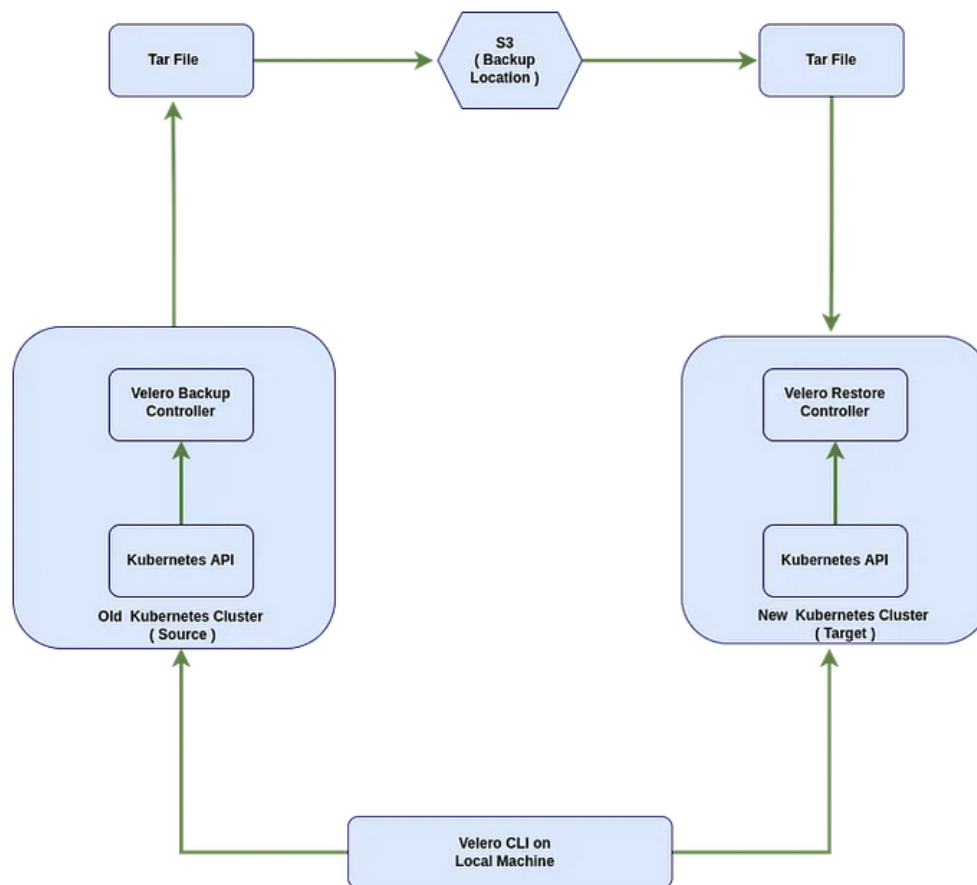 Tar File
S3
( Backup
Location )
Tar File
Velero Backup
Controller
Kubernetes API
Old Kubernetes Cluster
( Source )
Velero Restore
Controller
Kubernetes API
New Kubernetes Cluster
( Target )
Velero CLI on
Local Machine